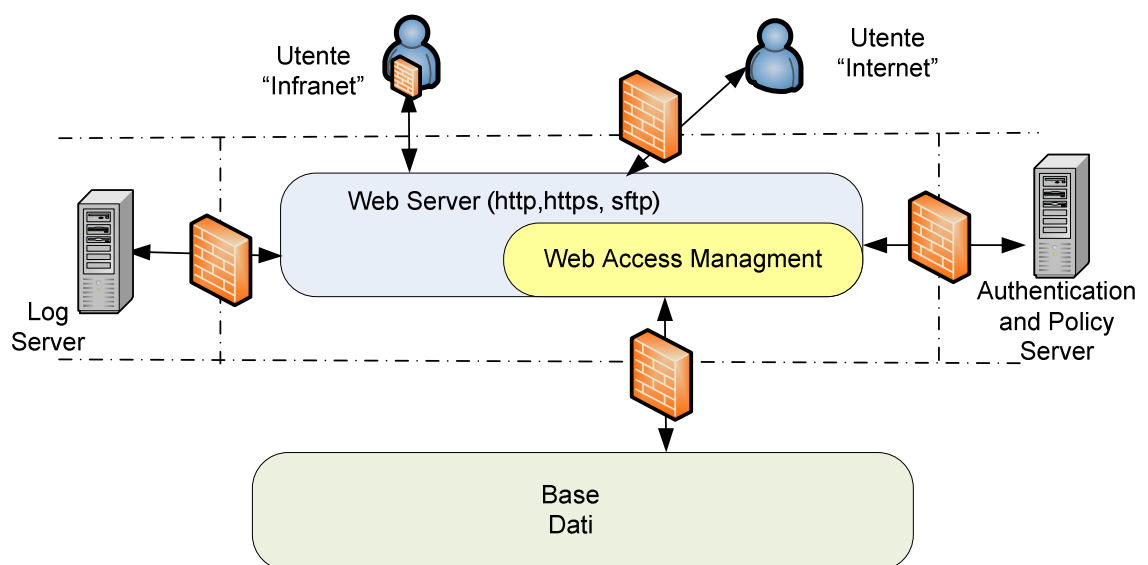 Utente
“Infranet”
Utente
“Internet”
Web Server (http,https, sftp)
Web Access Managment
Log
Server
Authentication
and Policy
Server
Base
Dati